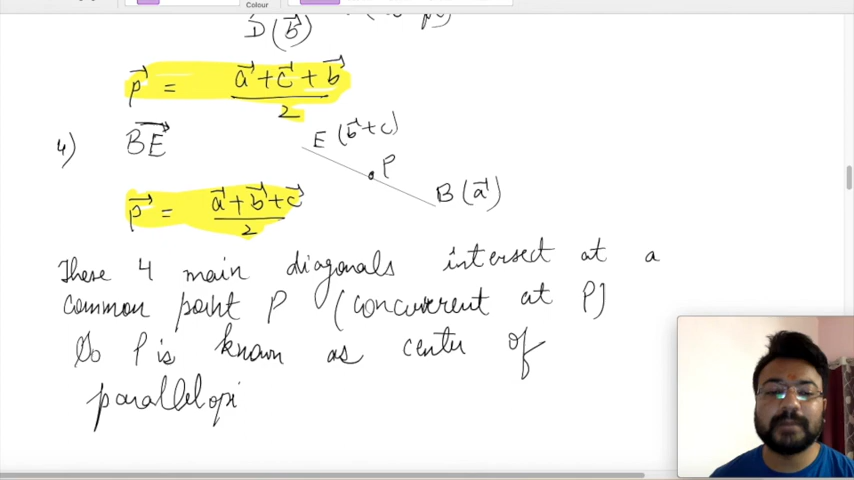 Colour
D (b⃗)
p⃗ = a⃗ + c⃗ + b⃗ / 2
4) BE⃗
E (b⃗ + c)
P
B (a⃗)
p⃗ = a⃗ + b⃗ + c⃗ / 2
These 4 main diagonals intersect at a
common point P (concurrent at P)
So P is known as center of
parallelopi